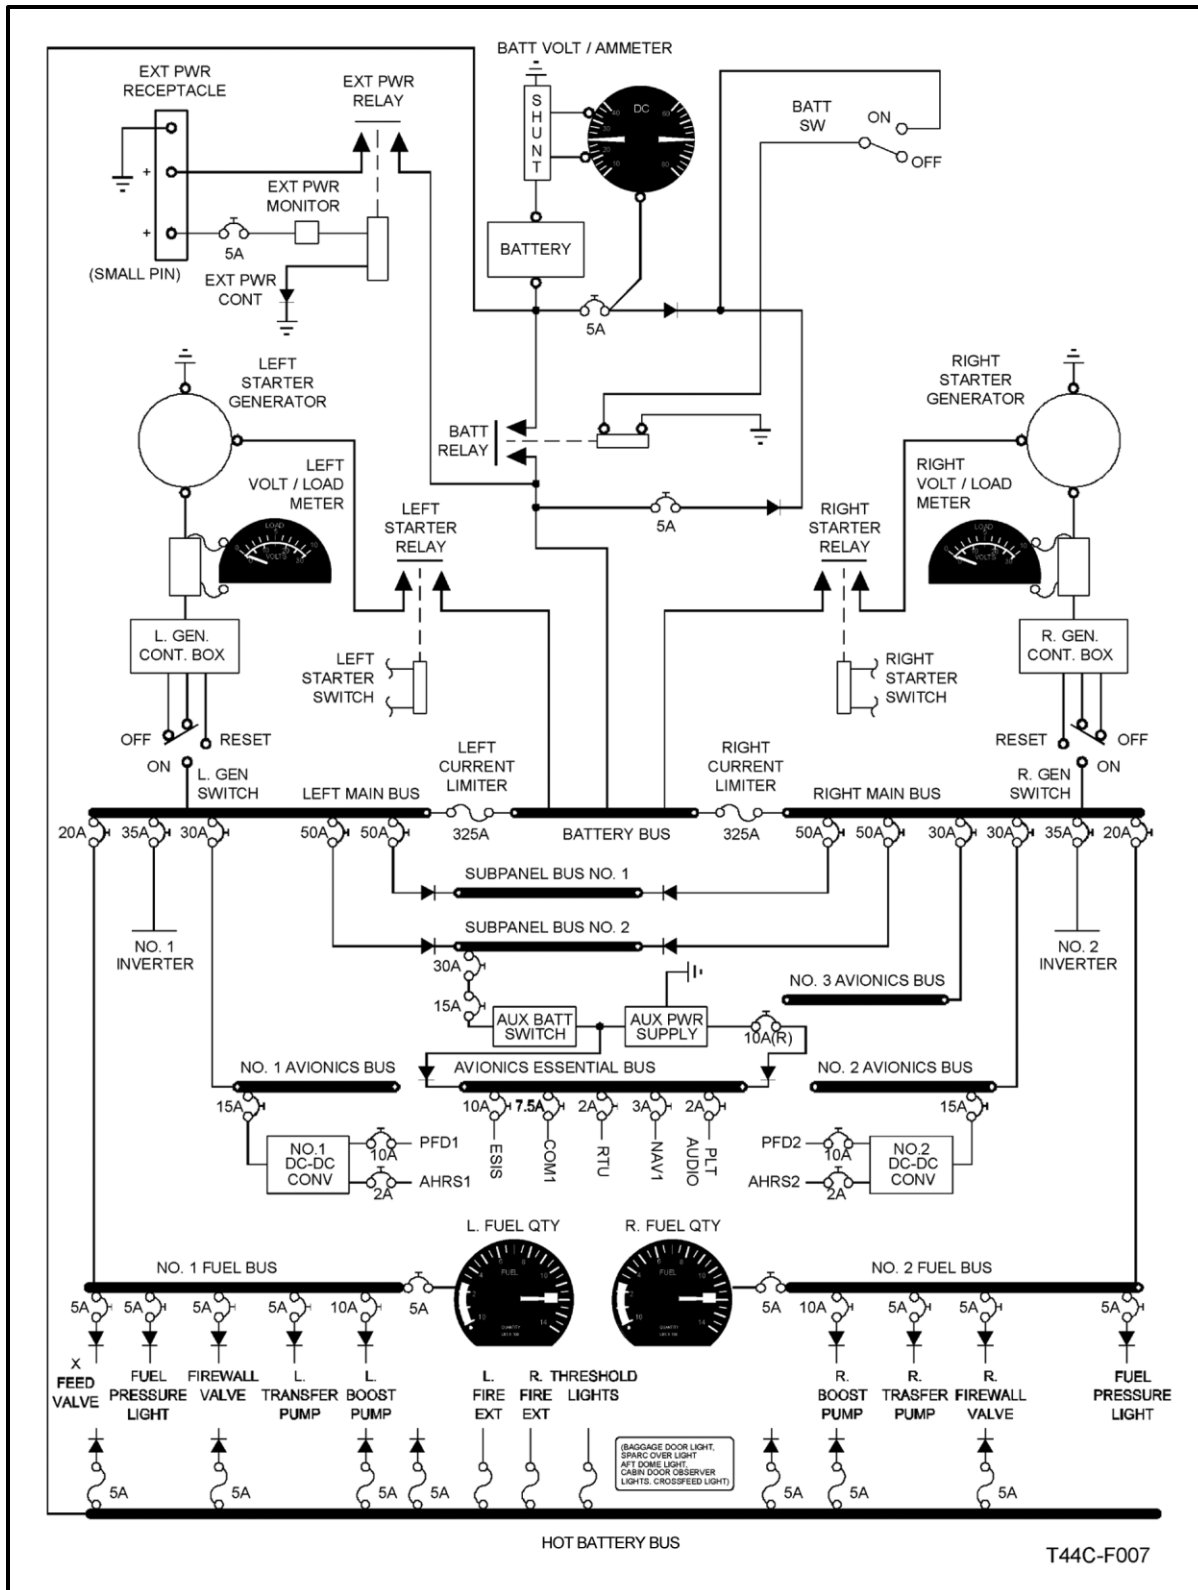 BATT VOLT / AMMETER
EXT PWR
RECEPTACLE
EXT PWR
RELAY
SHUNT
DC
BATT
SW
ON
OFF
+
EXT PWR
MONITOR
+
5A
(SMALL PIN)
EXT PWR
CONT
BATTERY
5A
LEFT
STARTER
GENERATOR
RIGHT
STARTER
GENERATOR
BATT
RELAY
LEFT
VOLT / LOAD
METER
RIGHT
VOLT / LOAD
METER
LEFT
STARTER
RELAY
5A
RIGHT
STARTER
RELAY
LOAD
VOLTS
LOAD
VOLTS
L. GEN.
CONT. BOX
R. GEN.
CONT. BOX
LEFT
STARTER
SWITCH
RIGHT
STARTER
SWITCH
OFF
RESET
ON
L. GEN
SWITCH
RESET
OFF
ON
R. GEN
SWITCH
LEFT
CURRENT
LIMITER
RIGHT
CURRENT
LIMITER
LEFT MAIN BUS
RIGHT MAIN BUS
325A
BATTERY BUS
325A
20A
35A
30A
50A
50A
50A
50A
30A
30A
35A
20A
SUBPANEL BUS NO. 1
SUBPANEL BUS NO. 2
NO. 1
INVERTER
NO. 2
INVERTER
30A
15A
NO. 3 AVIONICS BUS
AUX BATT
SWITCH
AUX PWR
SUPPLY
10A(R)
NO. 1 AVIONICS BUS
AVIONICS ESSENTIAL BUS
NO. 2 AVIONICS BUS
15A
10A
7.5A
2A
3A
2A
15A
ESIS
COM1
RTU
NAV1
PLT
AUDIO
NO.1
DC-DC
CONV
PFD1
10A
AHRS1
2A
PFD2
10A
AHRS2
2A
NO.2
DC-DC
CONV
L. FUEL QTY
R. FUEL QTY
NO. 1 FUEL BUS
NO. 2 FUEL BUS
FUEL
QUANTITY
FUEL
QUANTITY
5A
5A
5A
5A
10A
5A
5A
10A
5A
5A
5A
X
FEED
VALVE
FUEL
PRESSURE
LIGHT
FIREWALL
VALVE
L.
TRANSFER
PUMP
L.
BOOST
PUMP
L.
FIRE
EXT
R.
FIRE
EXT
THRESHOLD
LIGHTS
R.
BOOST
PUMP
R.
TRASFER
PUMP
R.
FIREWALL
VALVE
FUEL
PRESSURE
LIGHT
(BAGGAGE DOOR LIGHT,
SPARC OVER LIGHT
AFT DOME LIGHT,
CABIN DOOR OBSERVER
LIGHTS. CROSSFEED LIGHT)
5A
5A
5A
5A
5A
5A
5A
HOT BATTERY BUS
T44C-F007